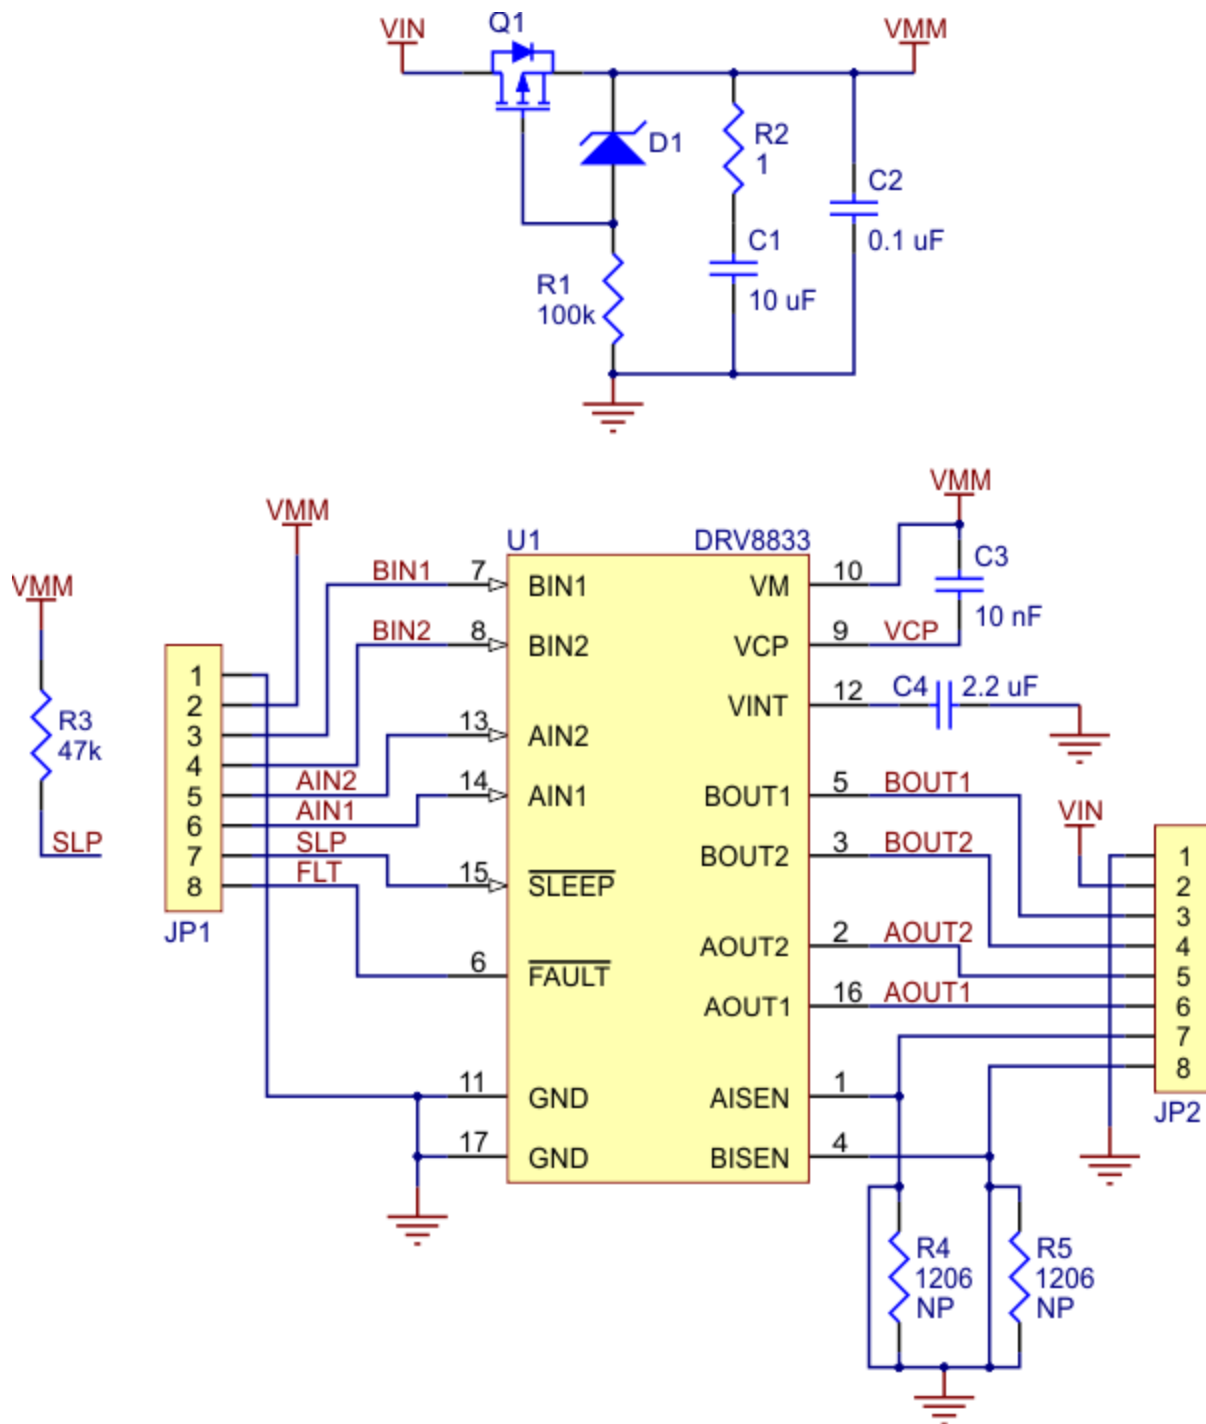 Q1
VIN
VMM
D1
R2
1
C2
0.1 uF
C1
10 uF
R1
100k
VMM
VMM
U1
DRV8833
VMM
R3
47k
SLP
1
2
3
4
5
6
7
8
JP1
BIN1
BIN2
AIN2
AIN1
SLP
FLT
7
8
13
14
15
6
11
17
BIN1
BIN2
AIN2
AIN1
SLEEP
FAULT
GND
GND
VM
VCP
VINT
BOUT1
BOUT2
AOUT2
AOUT1
AISEN
BISEN
10
9
12
5
3
2
16
1
4
VCP
C3
10 nF
C4
2.2 uF
BOUT1
BOUT2
AOUT2
AOUT1
VIN
1
2
3
4
5
6
7
8
JP2
R4
1206
NP
R5
1206
NP